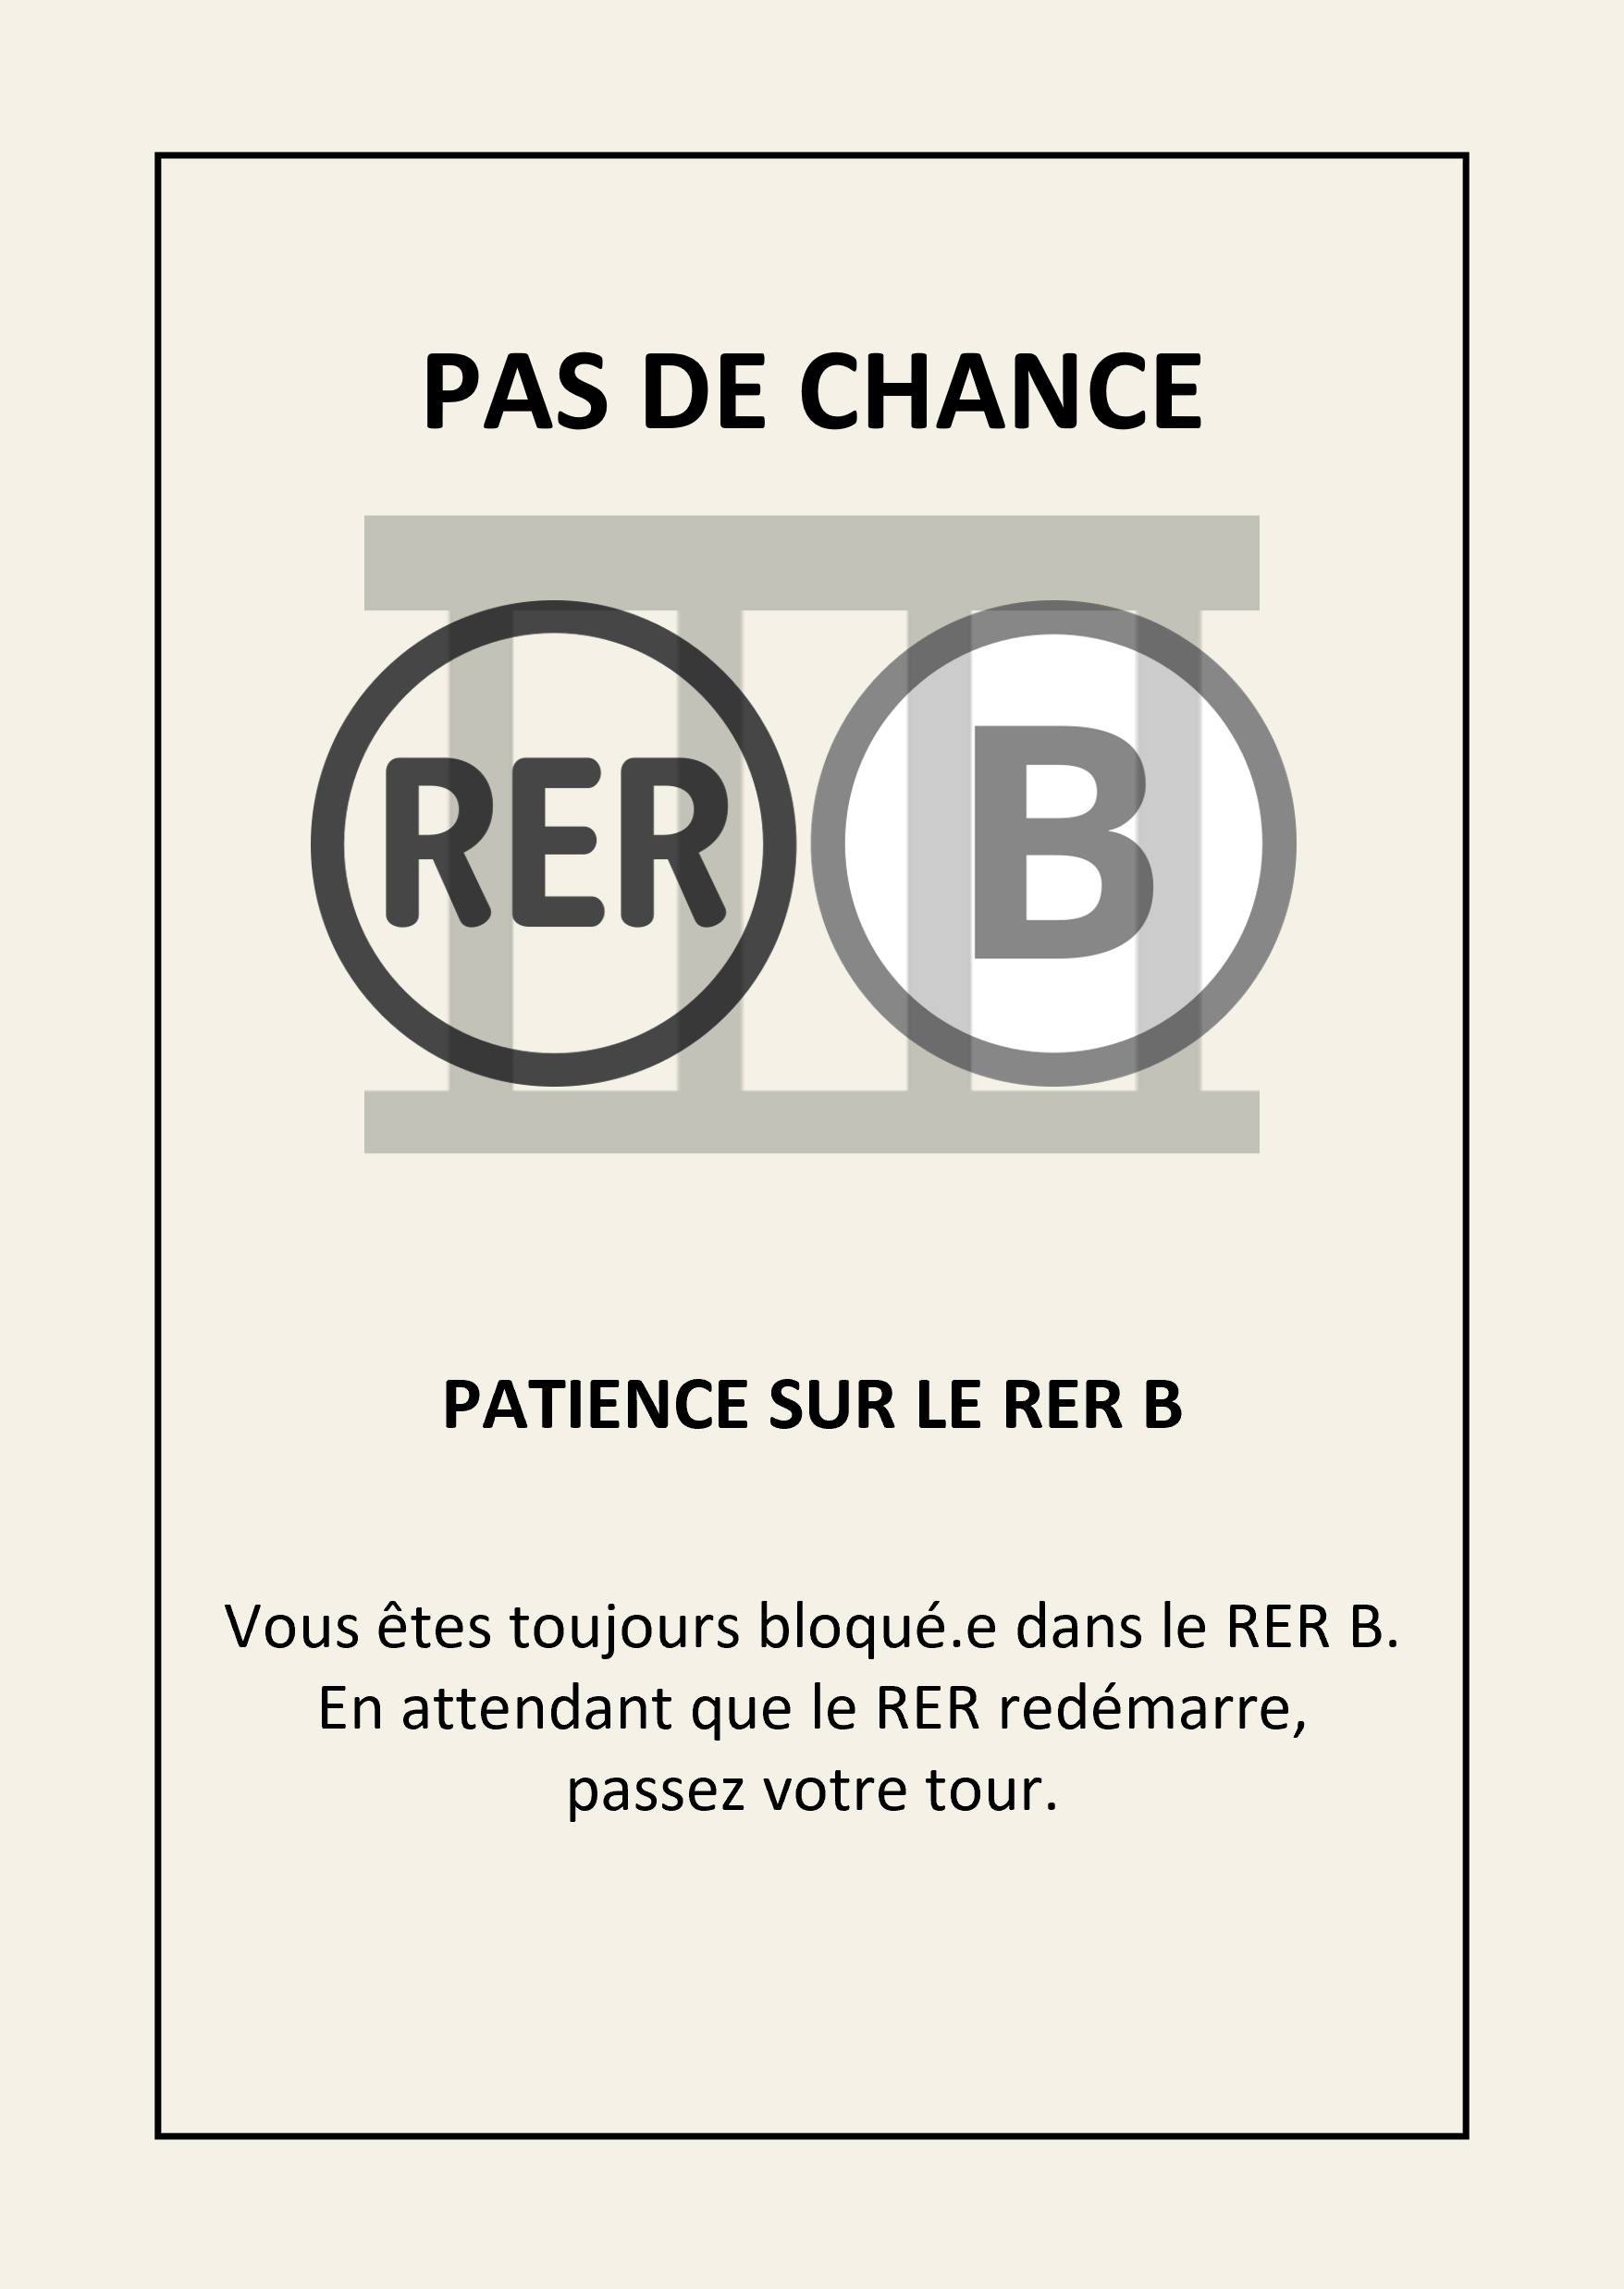 PAS DE CHANCE
RER B
PATIENCE SUR LE RER B
Vous êtes toujours bloqué.e dans le RER B.
En attendant que le RER redémarre,
passez votre tour.